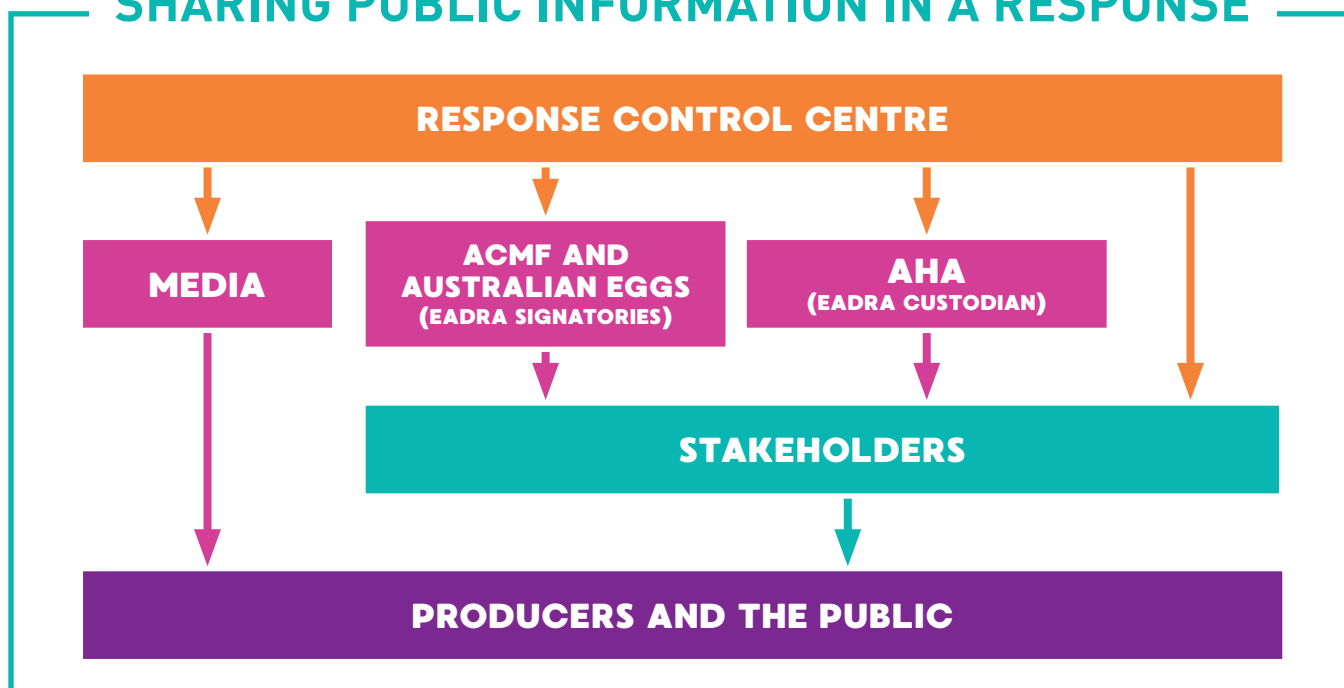 SHARING PUBLIC INFORMATION IN A RESPONSE
RESPONSE CONTROL CENTRE
MEDIA
ACMF AND
AUSTRALIAN EGGS
(EADRA SIGNATORIES)
AHA
(EADRA CUSTODIAN)
STAKEHOLDERS
PRODUCERS AND THE PUBLIC